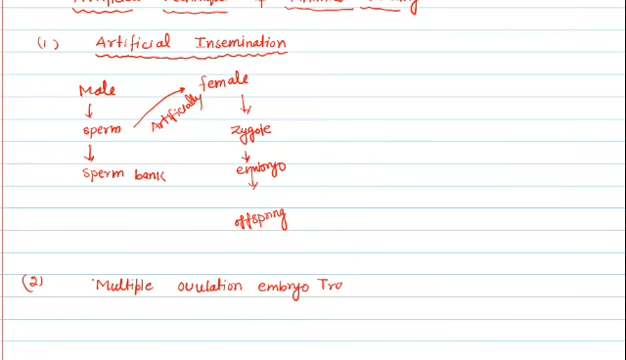 (1) Artificial Insemination
Male female
Artificially
sperm zygote
sperm bank embryo
offspring
(2) Multiple ovulation embryo Tra